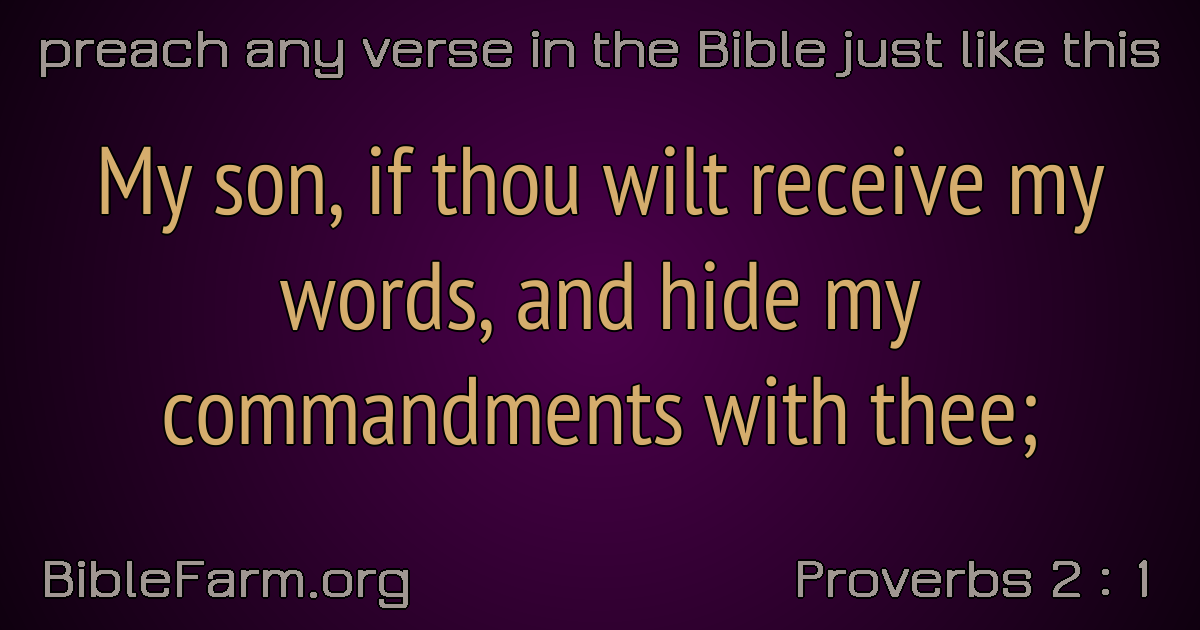 preach any verse in the Bible just like this
My son, if thou wilt receive my
words, and hide my
commandments with thee;
BibleFarm.org
Proverbs 2 : 1